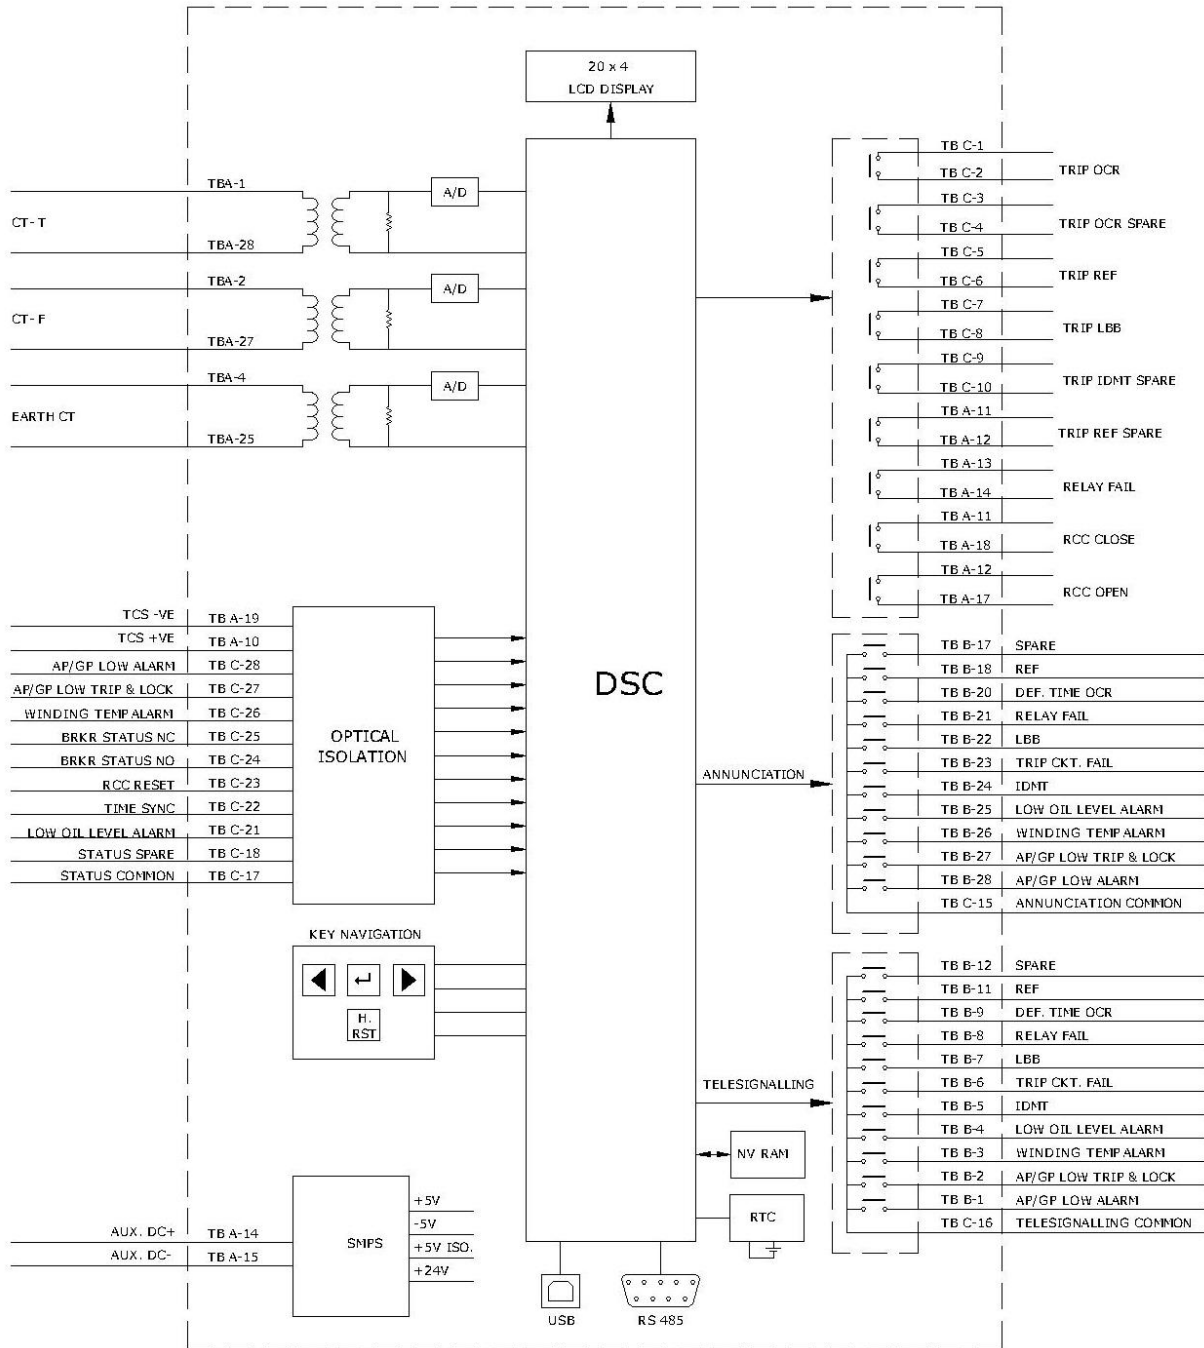 20 x 4
LCD DISPLAY
TBA-1
CT-T
TBA-28
A/D
TBA-2
CT-F
TBA-27
A/D
TBA-4
EARTH CT
TBA-25
A/D
TCS -VE TB A-19
TCS +VE TB A-10
AP/GP LOW ALARM TB C-28
AP/GP LOW TRIP & LOCK TB C-27
WINDING TEMP ALARM TB C-26
BRKR STATUS NC TB C-25
BRKR STATUS NO TB C-24
RCC RESET TB C-23
TIME SYNC TB C-22
LOW OIL LEVEL ALARM TB C-21
STATUS SPARE TB C-18
STATUS COMMON TB C-17
OPTICAL
ISOLATION
KEY NAVIGATION
H.
RST
AUX. DC+ TB A-14
AUX. DC- TB A-15
SMPS
+5V
-5V
+5V ISO.
+24V
DSC
USB
RS 485
NV RAM
RTC
ANNUNCIATION
TELESIGNALLING
TB C-1
TB C-2
TRIP OCR
TB C-3
TB C-4
TRIP OCR SPARE
TB C-5
TB C-6
TRIP REF
TB C-7
TB C-8
TRIP LBB
TB C-9
TB C-10
TRIP IDMT SPARE
TB A-11
TB A-12
TRIP REF SPARE
TB A-13
TB A-14
RELAY FAIL
TB A-11
TB A-18
RCC CLOSE
TB A-12
TB A-17
RCC OPEN
TB B-17 SPARE
TB B-18 REF
TB B-20 DEF. TIME OCR
TB B-21 RELAY FAIL
TB B-22 LBB
TB B-23 TRIP CKT. FAIL
TB B-24 IDMT
TB B-25 LOW OIL LEVEL ALARM
TB B-26 WINDING TEMP ALARM
TB B-27 AP/GP LOW TRIP & LOCK
TB B-28 AP/GP LOW ALARM
TB C-15 ANNUNCIATION COMMON
TB B-12 SPARE
TB B-11 REF
TB B-9 DEF. TIME OCR
TB B-8 RELAY FAIL
TB B-7 LBB
TB B-6 TRIP CKT. FAIL
TB B-5 IDMT
TB B-4 LOW OIL LEVEL ALARM
TB B-3 WINDING TEMP ALARM
TB B-2 AP/GP LOW TRIP & LOCK
TB B-1 AP/GP LOW ALARM
TB C-16 TELESIGNALLING COMMON